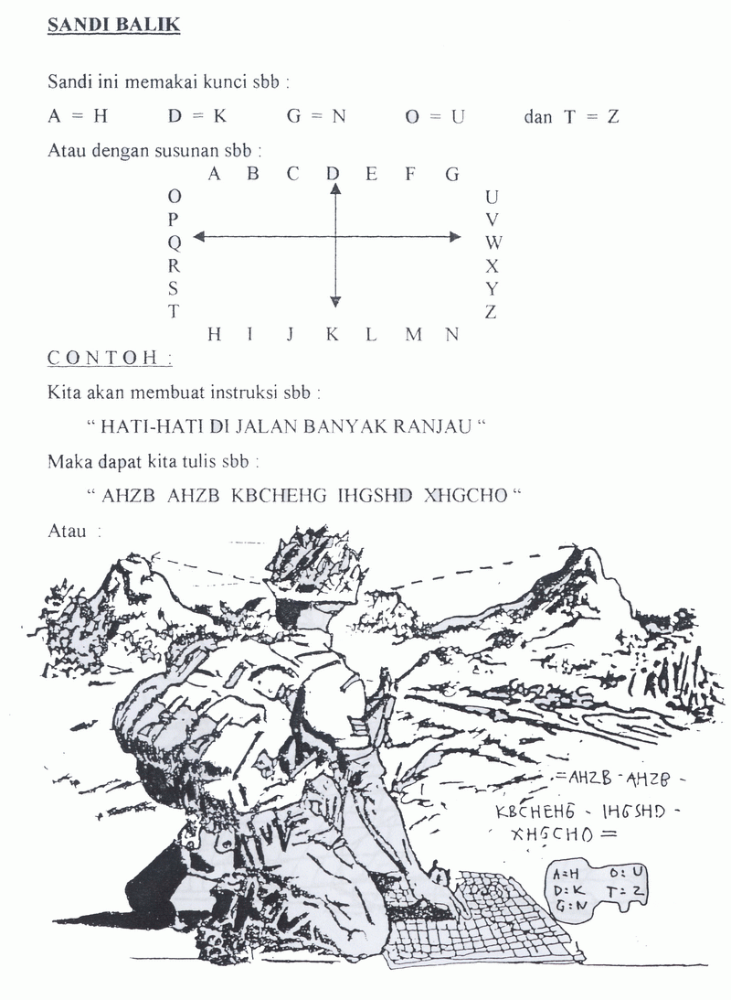 SANDI BALIK
Sandi ini memakai kunci sbb :
A = H D = K G = N O = U dan T = Z
Atau dengan susunan sbb :
A B C D E F G
O U
P V
Q W
R X
S Y
T Z
H I J K L M N
C O N T O H :
Kita akan membuat instruksi sbb :
“ HATI-HATI DI JALAN BANYAK RANJAU “
Maka dapat kita tulis sbb :
“ AHZB AHZB KBCHEHG IHGSHD XHGCHO “
Atau :
=AHZB - AHZB -
KBCHEHG - IHGSHD -
XHGCHO =
A=H O=U
D=K T=Z
G=N